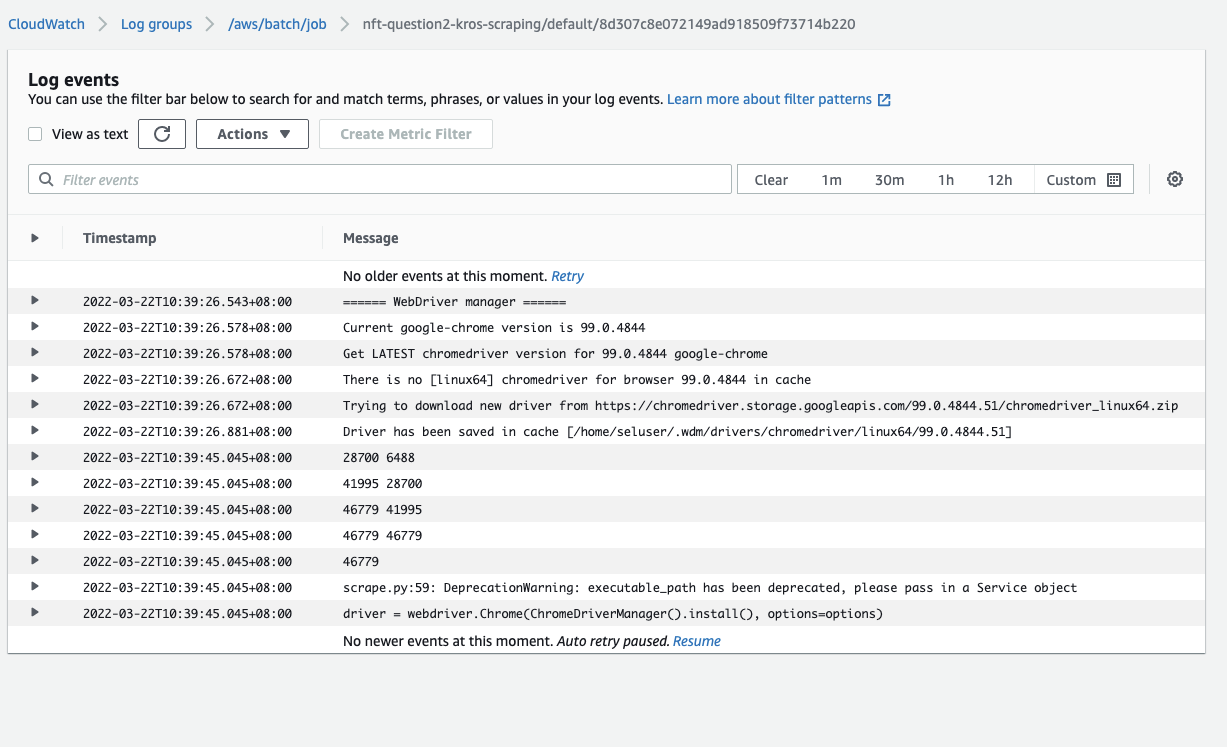 CloudWatch Log groups /aws/batch/job nft-question2-kros-scraping/default/8d307c8e072149ad918509f73714b220
Log events
You can use the filter bar below to search for and match terms, phrases, or values in your log events. Learn more about filter patterns
View as text Actions Create Metric Filter
Filter events Clear 1m 30m 1h 12h Custom
Timestamp Message
No older events at this moment. Retry
2022-03-22T10:39:26.543+08:00 ====== WebDriver manager ======
2022-03-22T10:39:26.578+08:00 Current google-chrome version is 99.0.4844
2022-03-22T10:39:26.578+08:00 Get LATEST chromedriver version for 99.0.4844 google-chrome
2022-03-22T10:39:26.672+08:00 There is no [linux64] chromedriver for browser 99.0.4844 in cache
2022-03-22T10:39:26.672+08:00 Trying to download new driver from https://chromedriver.storage.googleapis.com/99.0.4844.51/chromedriver_linux64.zip
2022-03-22T10:39:26.881+08:00 Driver has been saved in cache [/home/seluser/.wdm/drivers/chromedriver/linux64/99.0.4844.51]
2022-03-22T10:39:45.045+08:00 28700 6488
2022-03-22T10:39:45.045+08:00 41995 28700
2022-03-22T10:39:45.045+08:00 46779 41995
2022-03-22T10:39:45.045+08:00 46779 46779
2022-03-22T10:39:45.045+08:00 46779
2022-03-22T10:39:45.045+08:00 scrape.py:59: DeprecationWarning: executable_path has been deprecated, please pass in a Service object
2022-03-22T10:39:45.045+08:00 driver = webdriver.Chrome(ChromeDriverManager().install(), options=options)
No newer events at this moment. Auto retry paused. Resume